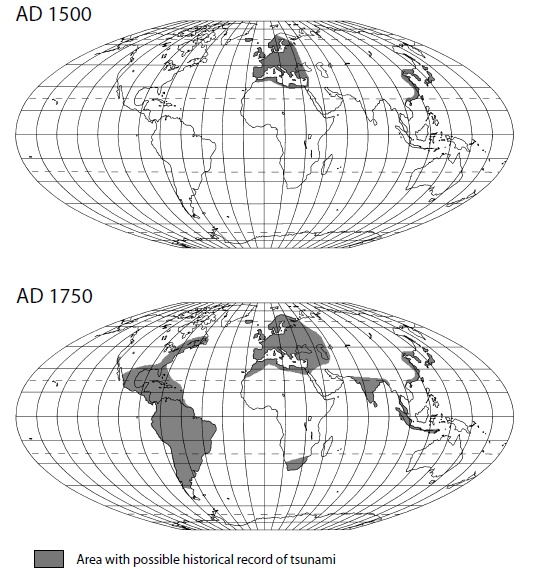 AD 1500
AD 1750
Area with possible historical record of tsunami